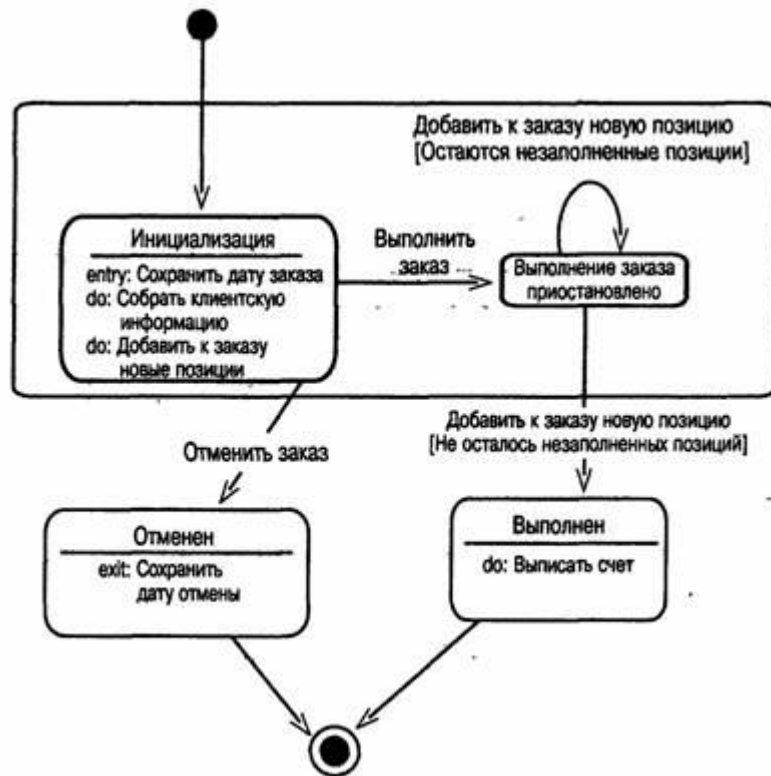 Добавить к заказу новую позицию
[Остаются незаполненные позиции]
Инициализация
entry: Сохранить дату заказа
do: Собрать клиентскую
информацию
do: Добавить к заказу
новые позиции
Выполнить
заказ ...
Выполнение заказа
приостановлено
Отменить заказ
Добавить к заказу новую позицию
[Не осталось незаполненных позиций]
Отменен
exit: Сохранить
дату отмены
Выполнен
do: Выписать счет